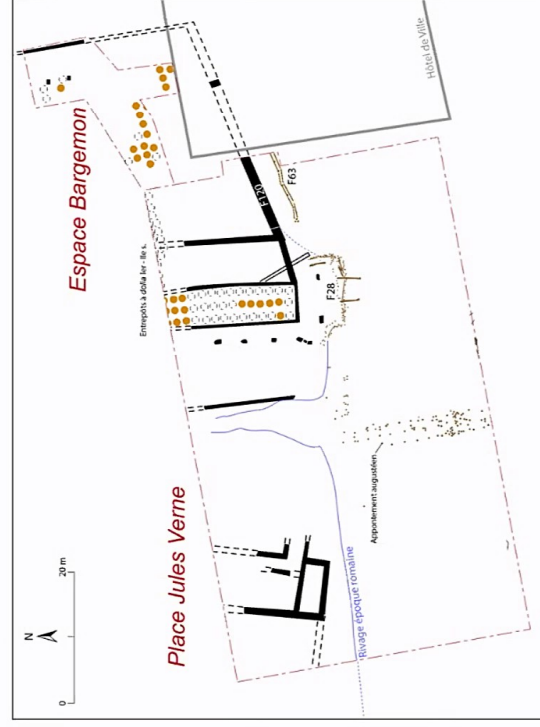 Hôtel de Ville
Espace Bargemon
F120
F63
Entrepôts à dolia Ier - IIe s.
F28
Place Jules Verne
Appontement augustéen
Rivage époque romaine
N
0
20 m